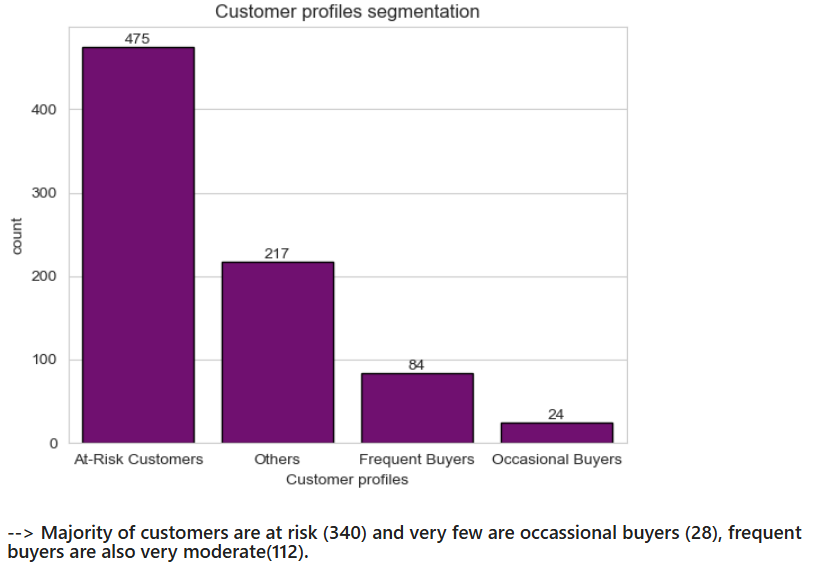 Customer profiles segmentation
475
400
217
300
count
200
84
100
24
0
At-Risk Customers Others Frequent Buyers Occasional Buyers
Customer profiles
--> Majority of customers are at risk (340) and very few are occassional buyers (28), frequent
buyers are also very moderate(112).